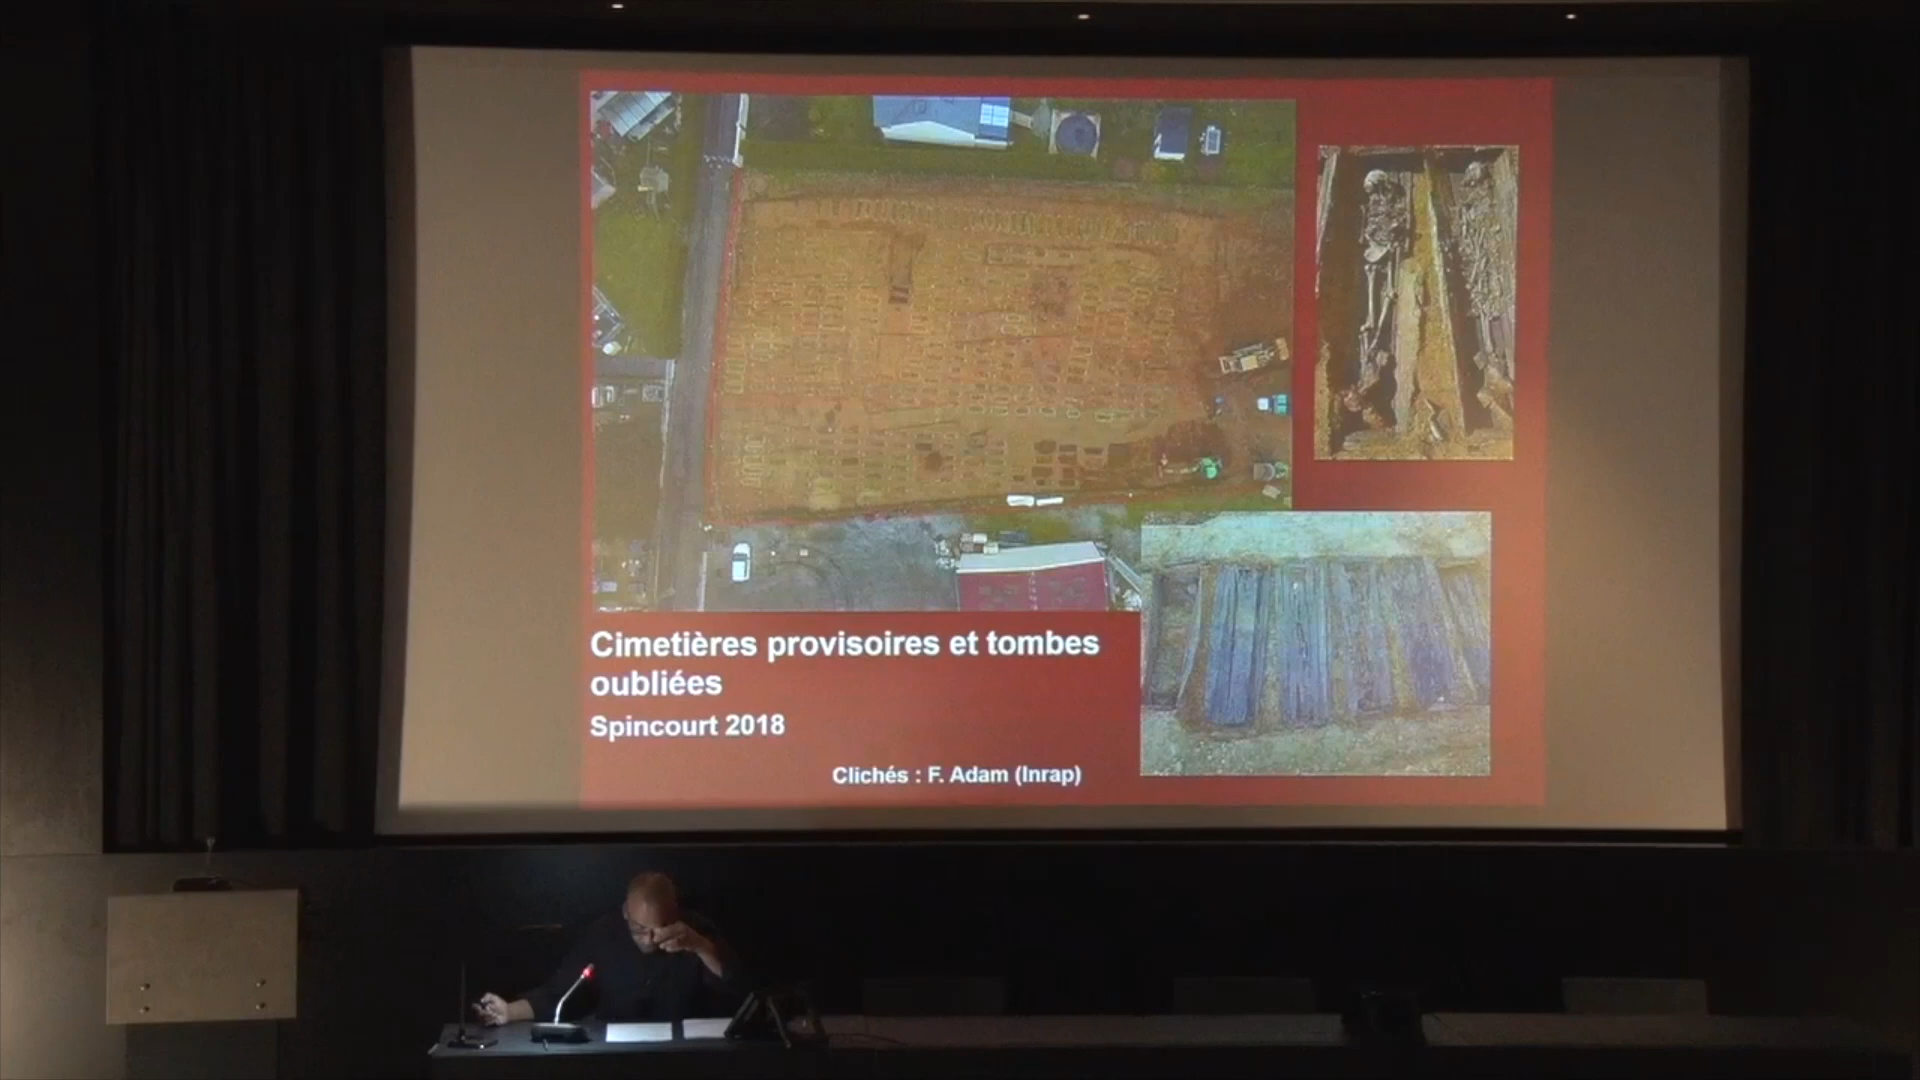 Cimetières provisoires et tombes
oubliées
Spincourt 2018
Clichés : F. Adam (Inrap)